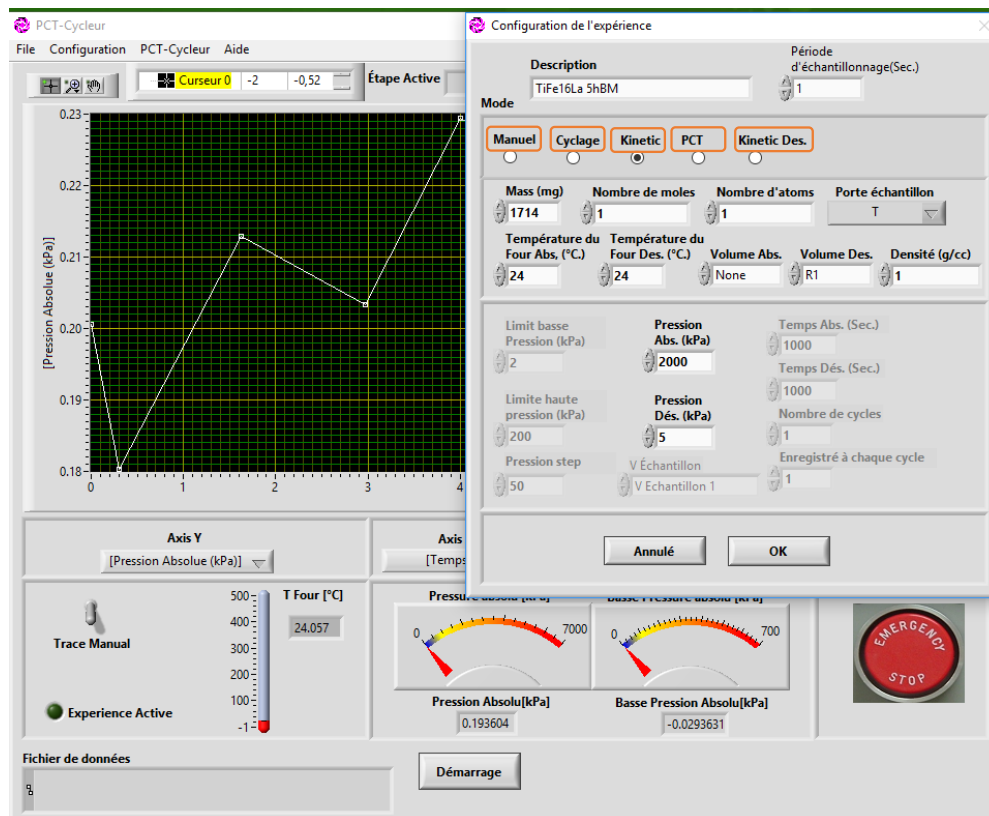 PCT-Cycleur
File Configuration PCT-Cycleur Aide
Curseur 0 -2 -0,52
Étape Active
[Pression Absolue (kPa)]
0.23
0.22
0.21
0.20
0.19
0.18
0 1 2 3 4
Axis Y
[Pression Absolue (kPa)]
Axis
[Temps
Trace Manual
Experience Active
500
400
300
200
100
-1
T Four [°C]
24.057
Pressure absolu [kPa]
0 7000
Pression Absolu[kPa]
0.193604
Basse Pressure absolu [kPa]
0 700
Basse Pression Absolu[kPa]
-0.0293631
EMERGENCY
STOP
Fichier de données
Démarrage
Configuration de l'expérience
Description
TiFe16La 5hBM
Période
d'échantillonnage(Sec.)
1
Mode
Manuel Cyclage Kinetic PCT Kinetic Des.
Mass (mg) Nombre de moles Nombre d'atoms Porte échantillon
1714 1 1 T
Température du
Four Abs, (°C.)
24
Température du
Four Des. (°C.)
24
Volume Abs.
None
Volume Des.
R1
Densité (g/cc)
1
Limit basse
Pression (kPa)
2
Pression
Abs. (kPa)
2000
Temps Abs. (Sec.)
1000
Temps Dés. (Sec.)
1000
Limite haute
pression (kPa)
200
Pression
Dés. (kPa)
5
Nombre de cycles
1
Pression step
50
V Échantillon
V Echantillon 1
Enregistré à chaque cycle
1
Annulé OK